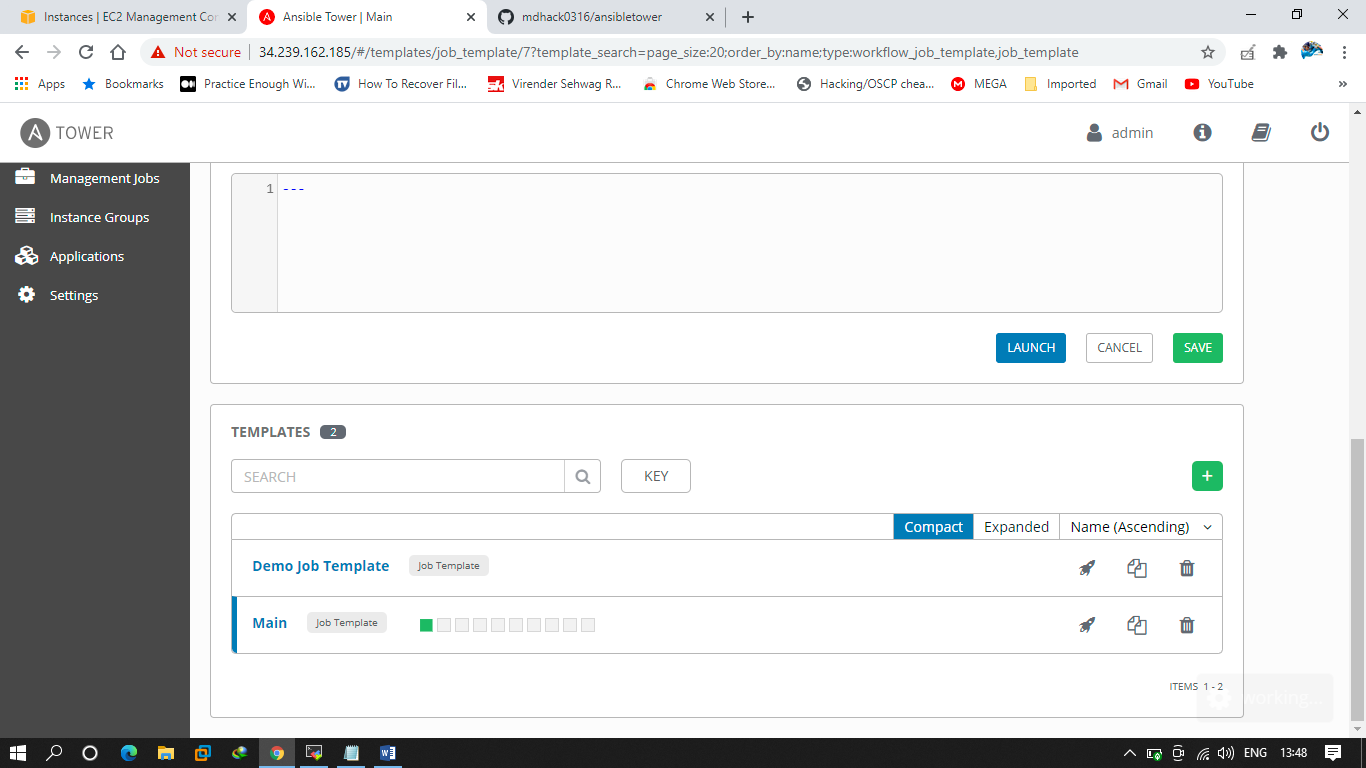 Instances | EC2 Management Con
Ansible Tower | Main
mdhack0316/ansibletower
Not secure
34.239.162.185/#/templates/job_template/7?template_search=page_size:20;order_by:name;type:workflow_job_template,job_template
Apps
Bookmarks
Practice Enough Wi...
How To Recover Fil...
Virender Sehwag R...
Chrome Web Store...
Hacking/OSCP chea...
MEGA
Imported
Gmail
YouTube
»
A TOWER
admin
Management Jobs
Instance Groups
Applications
Settings
1 ---
LAUNCH
CANCEL
SAVE
TEMPLATES 2
SEARCH
KEY
+
Compact
Expanded
Name (Ascending)
Demo Job Template
Job Template
Main
Job Template
ITEMS 1 - 2
working...
ENG
13:48